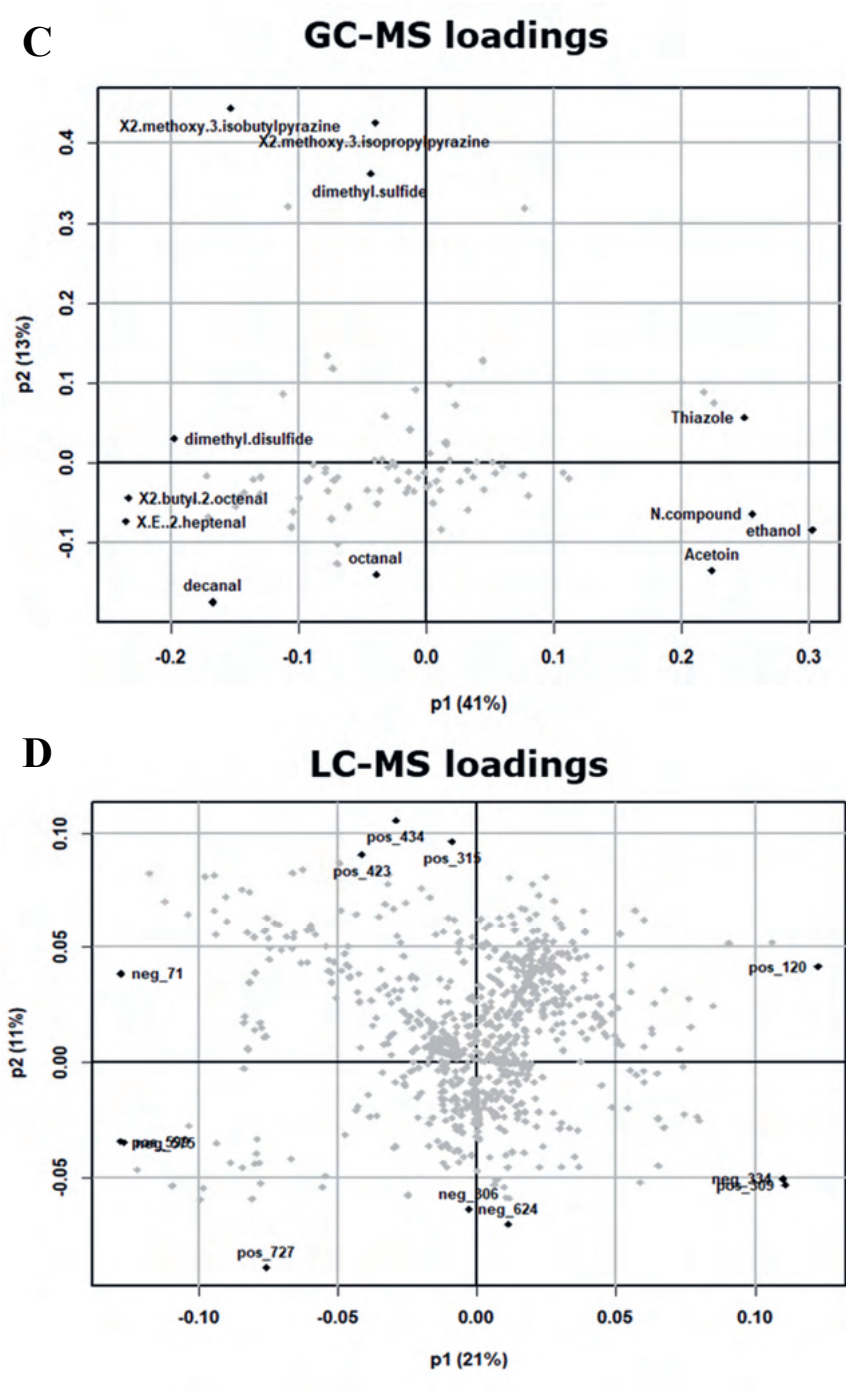 C
GC-MS loadings
X2.methoxy.3.isobutylpyrazine
X2.methoxy.3.isopropylpyrazine
dimethyl.sulfide
dimethyl.disulfide
Thiazole
X2.butyl.2.octenal
X.E..2.heptenal
N.compound
ethanol
octanal
Acetoin
decanal
p2 (13%)
0.4
0.3
0.2
0.1
0.0
-0.1
-0.2 -0.1 0.0 0.1 0.2 0.3
p1 (41%)
D
LC-MS loadings
pos_434
pos_315
pos_423
neg_71
pos_120
neg_334
pos_309
neg_306
neg_624
pos_727
p2 (11%)
0.10
0.05
0.00
-0.05
-0.10 -0.05 0.00 0.05 0.10
p1 (21%)